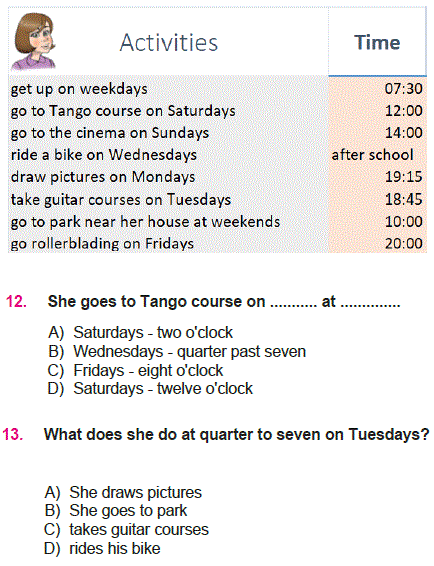 Activities Time
get up on weekdays 07:30
go to Tango course on Saturdays 12:00
go to the cinema on Sundays 14:00
ride a bike on Wednesdays after school
draw pictures on Mondays 19:15
take guitar courses on Tuesdays 18:45
go to park near her house at weekends 10:00
go rollerblading on Fridays 20:00
12. She goes to Tango course on ........... at ..............
A) Saturdays - two o'clock
B) Wednesdays - quarter past seven
C) Fridays - eight o'clock
D) Saturdays - twelve o'clock
13. What does she do at quarter to seven on Tuesdays?
A) She draws pictures
B) She goes to park
C) takes guitar courses
D) rides his bike